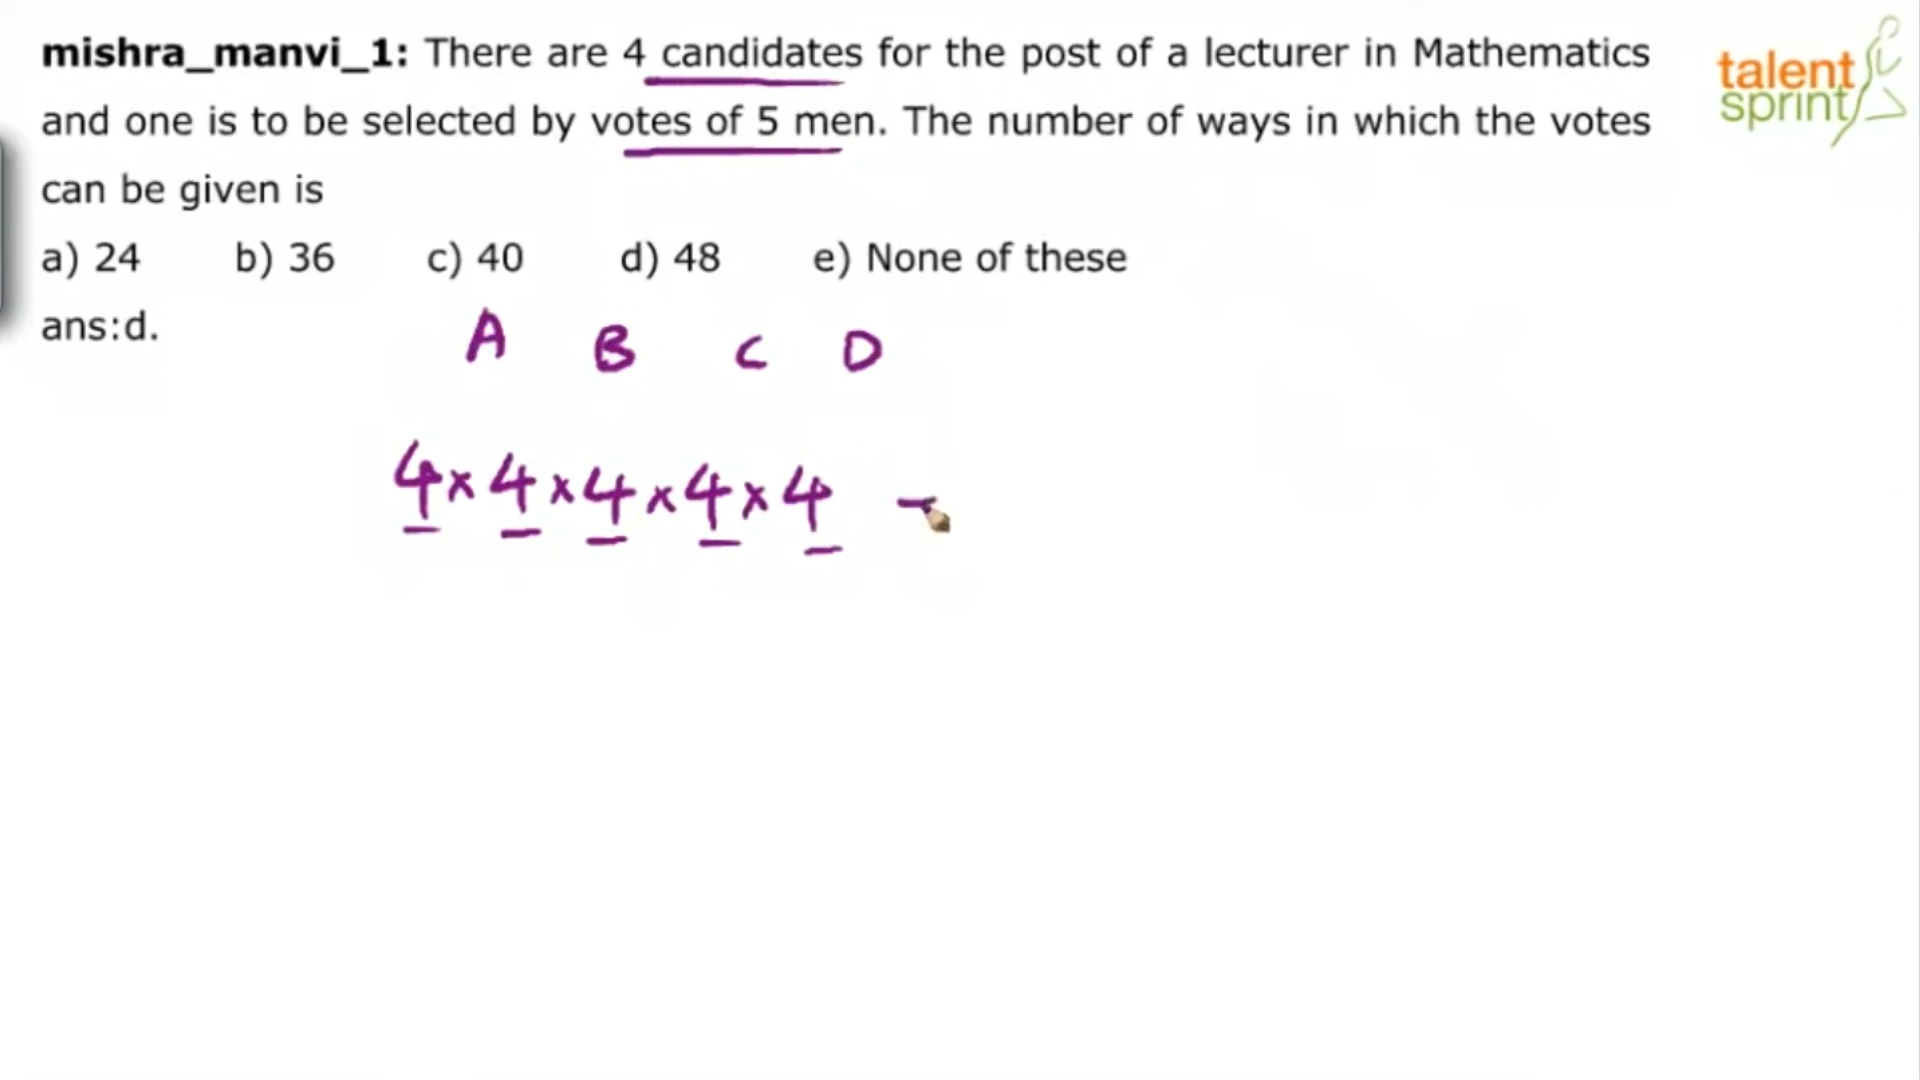 mishra_manvi_1: There are 4 candidates for the post of a lecturer in Mathematics
and one is to be selected by votes of 5 men. The number of ways in which the votes
can be given is
a) 24 b) 36 c) 40 d) 48 e) None of these
ans:d.
A B C D
4 x 4 x 4 x 4 x 4
talent
sprint